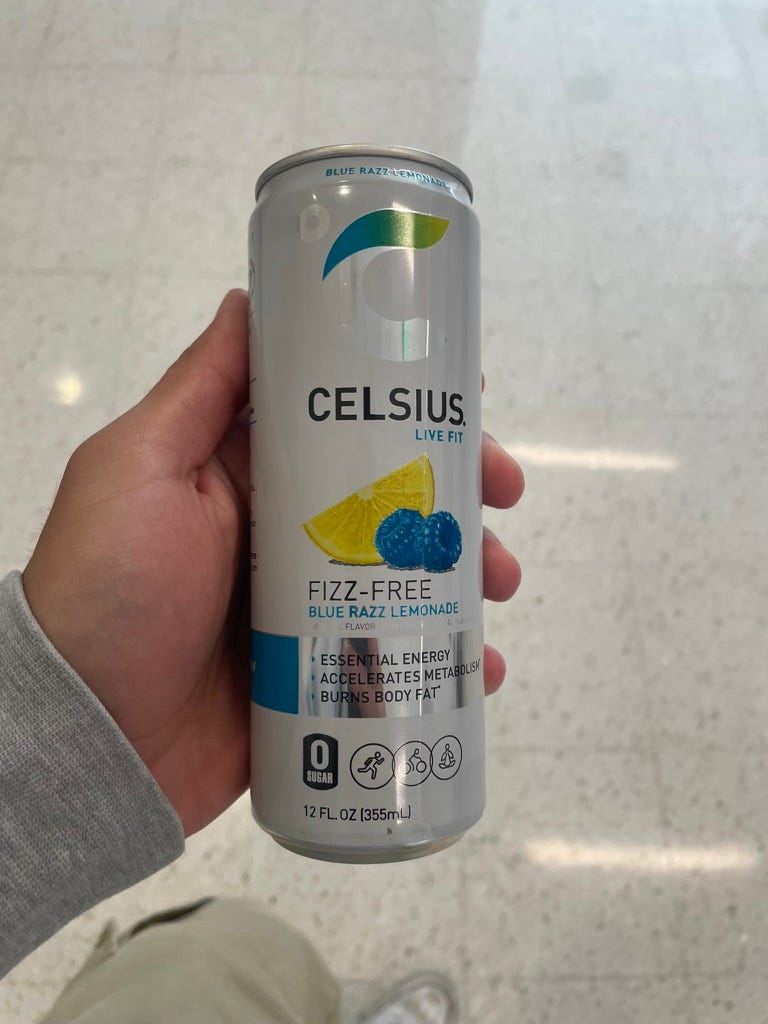 BLUE RAZZ LEMONADE
CELSIUS.
LIVE FIT
FIZZ-FREE
BLUE RAZZ LEMONADE
FLAVOR
ESSENTIAL ENERGY
ACCELERATES METABOLISM*
BURNS BODY FAT*
0
SUGAR
12 FL. OZ (355mL)